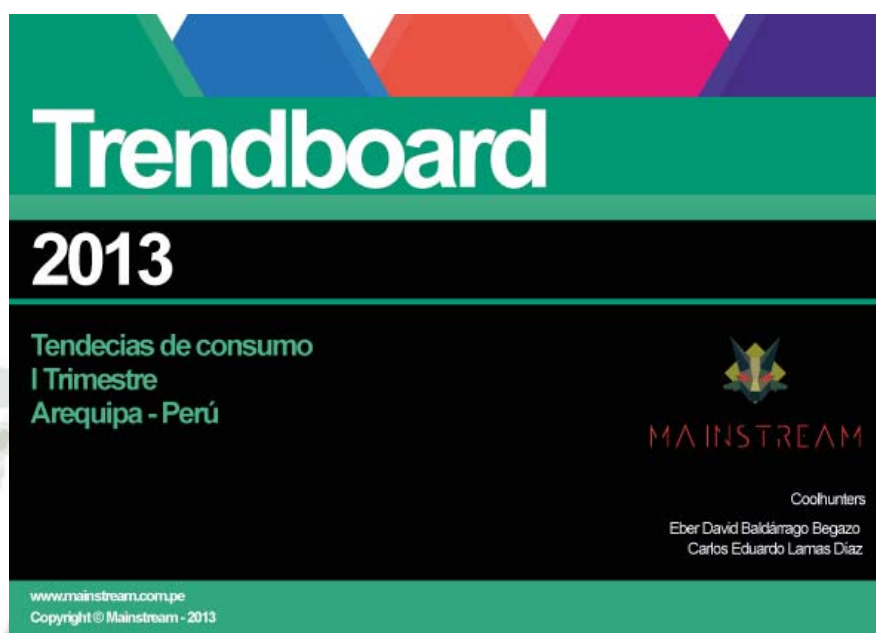 Trendboard
2013
Tendecias de consumo
I Trimestre
Arequipa - Perú
MAINSTREAM
Coolhunters
Eber David Baldárrago Begazo
Carlos Eduardo Lamas Díaz
www.mainstream.com.pe
Copyright © Mainstream - 2013